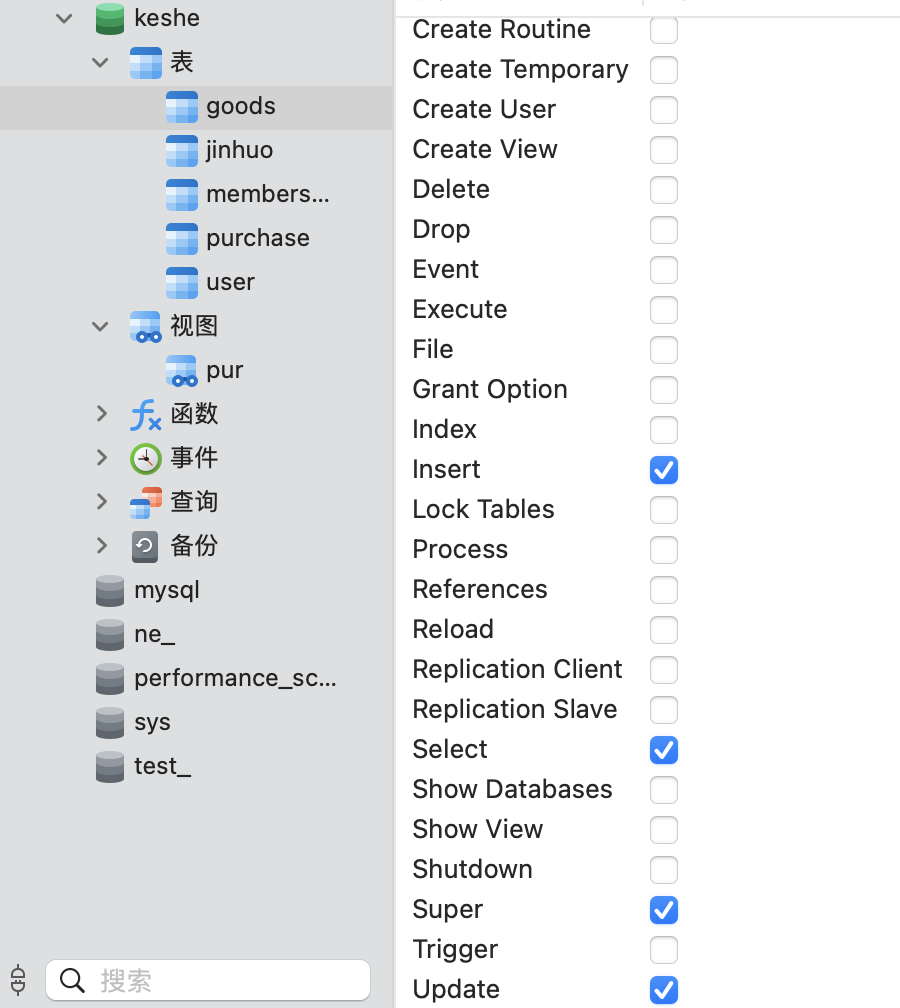 keshe
表
goods
jinhuo
members...
purchase
user
视图
pur
函数
事件
查询
备份
mysql
ne_
performance_sc...
sys
test_
搜索
Create Routine
Create Temporary
Create User
Create View
Delete
Drop
Event
Execute
File
Grant Option
Index
Insert
Lock Tables
Process
References
Reload
Replication Client
Replication Slave
Select
Show Databases
Show View
Shutdown
Super
Trigger
Update